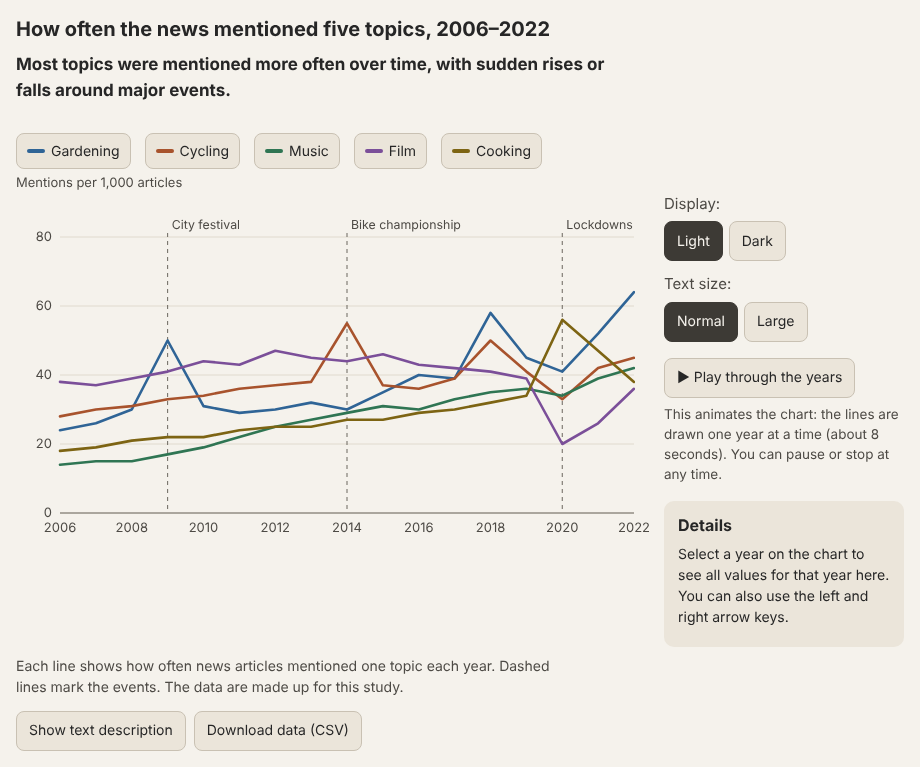 How often the news mentioned five topics, 2006–2022
Most topics were mentioned more often over time, with sudden rises or
falls around major events.
Gardening
Cycling
Music
Film
Cooking
Mentions per 1,000 articles
City festival
Bike championship
Lockdowns
80
60
40
20
0
2006
2008
2010
2012
2014
2016
2018
2020
2022
Display:
Light
Dark
Text size:
Normal
Large
▶ Play through the years
This animates the chart: the lines are
drawn one year at a time (about 8
seconds). You can pause or stop at
any time.
Details
Select a year on the chart to
see all values for that year here.
You can also use the left and
right arrow keys.
Each line shows how often news articles mentioned one topic each year. Dashed
lines mark the events. The data are made up for this study.
Show text description
Download data (CSV)